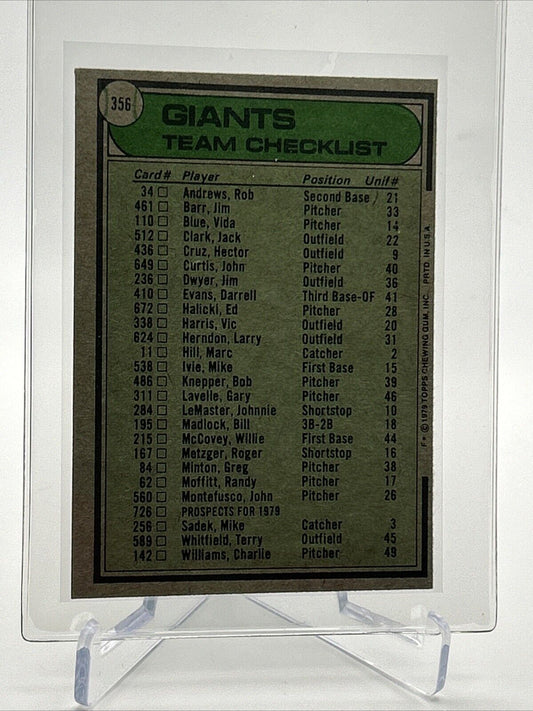 356
GIANTS
TEAM CHECKLIST
Card# Player Position Unif#
34 Andrews, Rob Second Base 21
461 Barr, Jim Pitcher 33
110 Blue, Vida Pitcher 14
512 Clark, Jack Outfield 22
436 Cruz, Hector Outfield 9
649 Curtis, John Pitcher 40
236 Dwyer, Jim Outfield 36
410 Evans, Darrell Third Base-OF 41
672 Halicki, Ed Pitcher 28
338 Harris, Vic Outfield 20
624 Herndon, Larry Outfield 31
11 Hill, Marc Catcher 2
538 Ivie, Mike First Base 15
486 Knepper, Bob Pitcher 39
311 Lavelle, Gary Pitcher 46
284 LeMaster, Johnnie Shortstop 10
195 Madlock, Bill 3B-2B 18
215 McCovey, Willie First Base 44
167 Metzger, Roger Shortstop 16
84 Minton, Greg Pitcher 38
62 Moffitt, Randy Pitcher 17
560 Montefusco, John Pitcher 26
726 PROSPECTS FOR 1979
256 Sadek, Mike Catcher 3
589 Whitfield, Terry Outfield 45
142 Williams, Charlie Pitcher 49
F* © 1979 TOPPS CHEWING GUM, INC. PRTD. IN U.S.A.